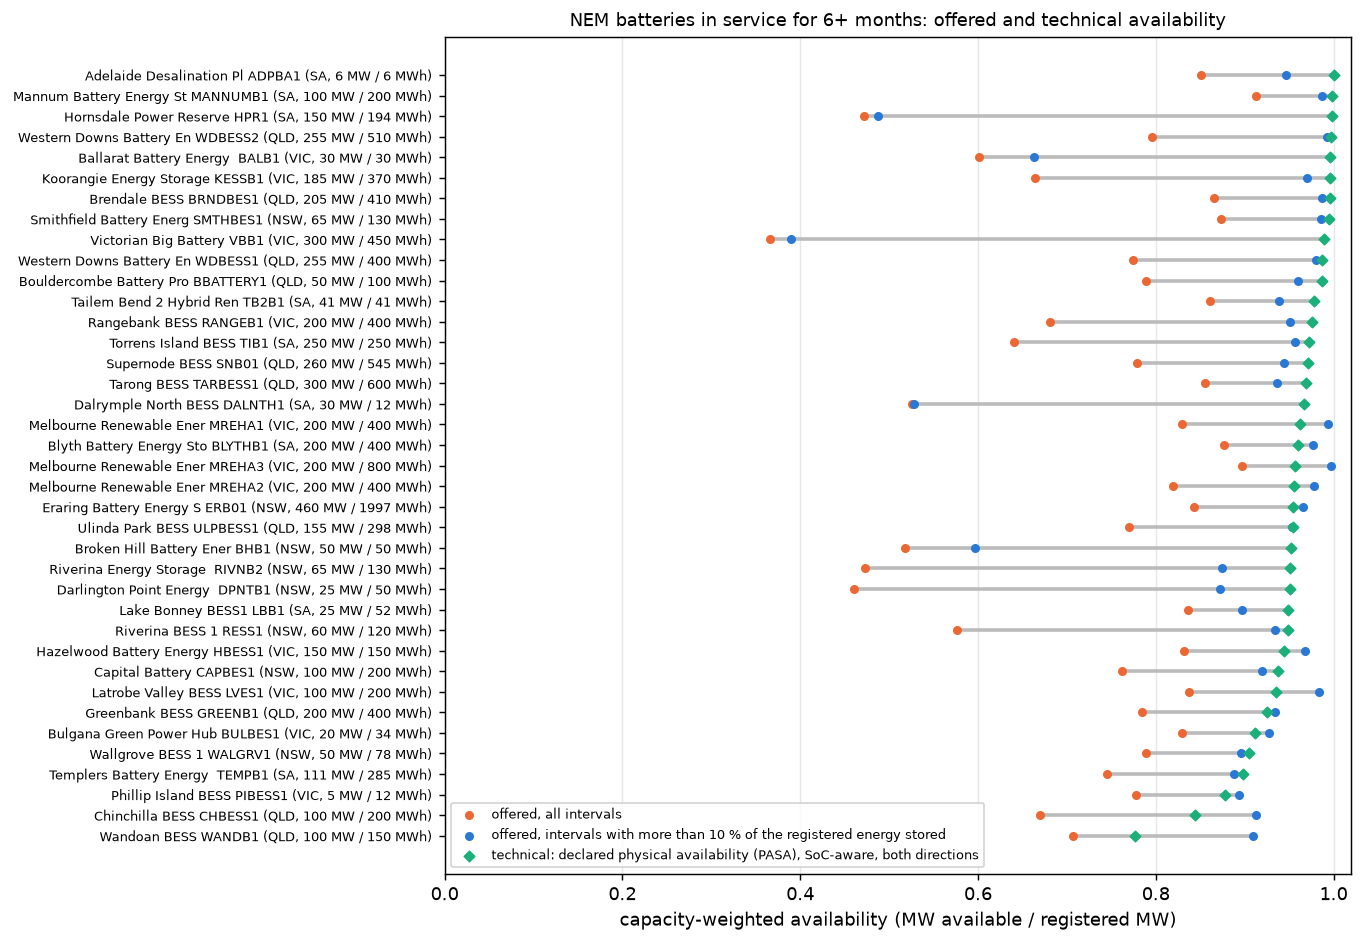 NEM batteries in service for 6+ months: offered and technical availability
Adelaide Desalination Pl ADPBA1 (SA, 6 MW / 6 MWh)
Mannum Battery Energy St MANNUMB1 (SA, 100 MW / 200 MWh)
Hornsdale Power Reserve HPR1 (SA, 150 MW / 194 MWh)
Western Downs Battery En WDBESS2 (QLD, 255 MW / 510 MWh)
Ballarat Battery Energy  BALB1 (VIC, 30 MW / 30 MWh)
Koorangie Energy Storage KESSB1 (VIC, 185 MW / 370 MWh)
Brendale BESS BRNDBES1 (QLD, 205 MW / 410 MWh)
Smithfield Battery Energ SMTHBES1 (NSW, 65 MW / 130 MWh)
Victorian Big Battery VBB1 (VIC, 300 MW / 450 MWh)
Western Downs Battery En WDBESS1 (QLD, 255 MW / 400 MWh)
Bouldercombe Battery Pro BBATTERY1 (QLD, 50 MW / 100 MWh)
Tailem Bend 2 Hybrid Ren TB2B1 (SA, 41 MW / 41 MWh)
Rangebank BESS RANGEB1 (VIC, 200 MW / 400 MWh)
Torrens Island BESS TIB1 (SA, 250 MW / 250 MWh)
Supernode BESS SNB01 (QLD, 260 MW / 545 MWh)
Tarong BESS TARBESS1 (QLD, 300 MW / 600 MWh)
Dalrymple North BESS DALNTH1 (SA, 30 MW / 12 MWh)
Melbourne Renewable Ener MREHA1 (VIC, 200 MW / 400 MWh)
Blyth Battery Energy Sto BLYTHB1 (SA, 200 MW / 400 MWh)
Melbourne Renewable Ener MREHA3 (VIC, 200 MW / 800 MWh)
Melbourne Renewable Ener MREHA2 (VIC, 200 MW / 400 MWh)
Eraring Battery Energy S ERB01 (NSW, 460 MW / 1997 MWh)
Ulinda Park BESS ULPBESS1 (QLD, 155 MW / 298 MWh)
Broken Hill Battery Ener BHB1 (NSW, 50 MW / 50 MWh)
Riverina Energy Storage  RIVNB2 (NSW, 65 MW / 130 MWh)
Darlington Point Energy  DPNTB1 (NSW, 25 MW / 50 MWh)
Lake Bonney BESS1 LBB1 (SA, 25 MW / 52 MWh)
Riverina BESS 1 RESS1 (NSW, 60 MW / 120 MWh)
Hazelwood Battery Energy HBESS1 (VIC, 150 MW / 150 MWh)
Capital Battery CAPBES1 (NSW, 100 MW / 200 MWh)
Latrobe Valley BESS LVES1 (VIC, 100 MW / 200 MWh)
Greenbank BESS GREENB1 (QLD, 200 MW / 400 MWh)
Bulgana Green Power Hub BULBES1 (VIC, 20 MW / 34 MWh)
Wallgrove BESS 1 WALGRV1 (NSW, 50 MW / 78 MWh)
Templers Battery Energy  TEMPB1 (SA, 111 MW / 285 MWh)
Phillip Island BESS PIBESS1 (VIC, 5 MW / 12 MWh)
Chinchilla BESS CHBESS1 (QLD, 100 MW / 200 MWh)
Wandoan BESS WANDB1 (QLD, 100 MW / 150 MWh)
offered, all intervals
offered, intervals with more than 10 % of the registered energy stored
technical: declared physical availability (PASA), SoC-aware, both directions
0.0 0.2 0.4 0.6 0.8 1.0
capacity-weighted availability (MW available / registered MW)